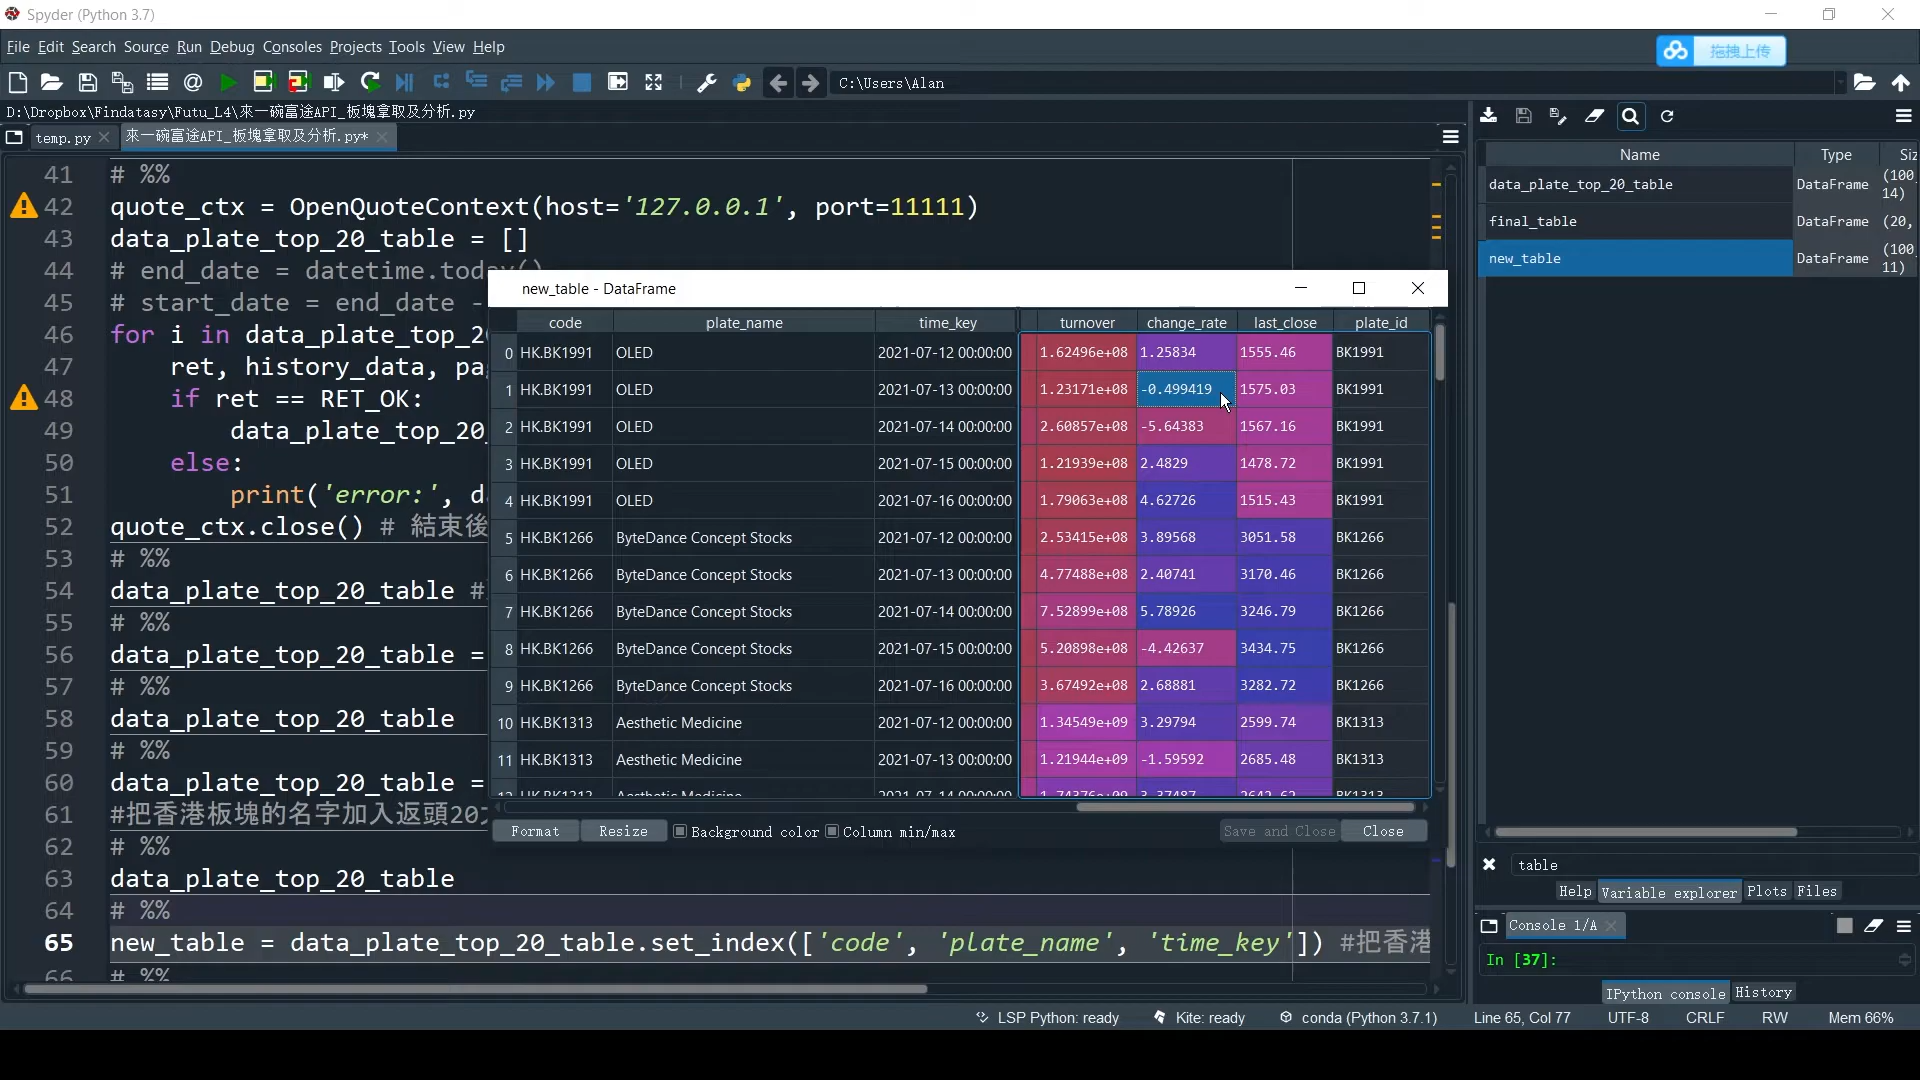 Spyder (Python 3.7)
File Edit Search Source Run Debug Consoles Projects Tools View Help
拖拽上传
C:\Users\Alan
D:\Dropbox\Findatasy\Futu_L4\來一碗富途API_板塊拿取及分析.py
temp.py
來一碗富途API_板塊拿取及分析.py*
41 # %%
42 quote_ctx = OpenQuoteContext(host='127.0.0.1', port=11111)
43 data_plate_top_20_table = []
44 # end_date = datetime.today()
45 # start_date = end_date -
46 for i in data_plate_top_20
47 ret, history_data, pa
48 if ret == RET_OK:
49 data_plate_top_20_
50 else:
51 print('error:', da
52 quote_ctx.close() # 結束後
53 # %%
54 data_plate_top_20_table #
55 # %%
56 data_plate_top_20_table =
57 # %%
58 data_plate_top_20_table
59 # %%
60 data_plate_top_20_table =
61 #把香港板塊的名字加入返頭20大
62 # %%
63 data_plate_top_20_table
64 # %%
65 new_table = data_plate_top_20_table.set_index(['code', 'plate_name', 'time_key']) #把香港
66 # %%
new_table - DataFrame
code plate_name time_key turnover change_rate last_close plate_id
0 HK.BK1991 OLED 2021-07-12 00:00:00 1.62496e+08 1.25834 1555.46 BK1991
1 HK.BK1991 OLED 2021-07-13 00:00:00 1.23171e+08 -0.499419 1575.03 BK1991
2 HK.BK1991 OLED 2021-07-14 00:00:00 2.60857e+08 -5.64383 1567.16 BK1991
3 HK.BK1991 OLED 2021-07-15 00:00:00 1.21939e+08 2.4829 1478.72 BK1991
4 HK.BK1991 OLED 2021-07-16 00:00:00 1.79063e+08 4.62726 1515.43 BK1991
5 HK.BK1266 ByteDance Concept Stocks 2021-07-12 00:00:00 2.53415e+08 3.89568 3051.58 BK1266
6 HK.BK1266 ByteDance Concept Stocks 2021-07-13 00:00:00 4.77488e+08 2.40741 3170.46 BK1266
7 HK.BK1266 ByteDance Concept Stocks 2021-07-14 00:00:00 7.52899e+08 5.78926 3246.79 BK1266
8 HK.BK1266 ByteDance Concept Stocks 2021-07-15 00:00:00 5.20898e+08 -4.42637 3434.75 BK1266
9 HK.BK1266 ByteDance Concept Stocks 2021-07-16 00:00:00 3.67492e+08 2.68881 3282.72 BK1266
10 HK.BK1313 Aesthetic Medicine 2021-07-12 00:00:00 1.34549e+09 3.29794 2599.74 BK1313
11 HK.BK1313 Aesthetic Medicine 2021-07-13 00:00:00 1.21944e+09 -1.59592 2685.48 BK1313
Format Resize Background color Column min/max Save and Close Close
Name Type Siz
data_plate_top_20_table DataFrame (100, 14)
final_table DataFrame (20,
new_table DataFrame (100, 11)
table
Help Variable explorer Plots Files
Console 1/A
In [37]:
IPython console History
LSP Python: ready Kite: ready conda (Python 3.7.1) Line 65, Col 77 UTF-8 CRLF RW Mem 66%